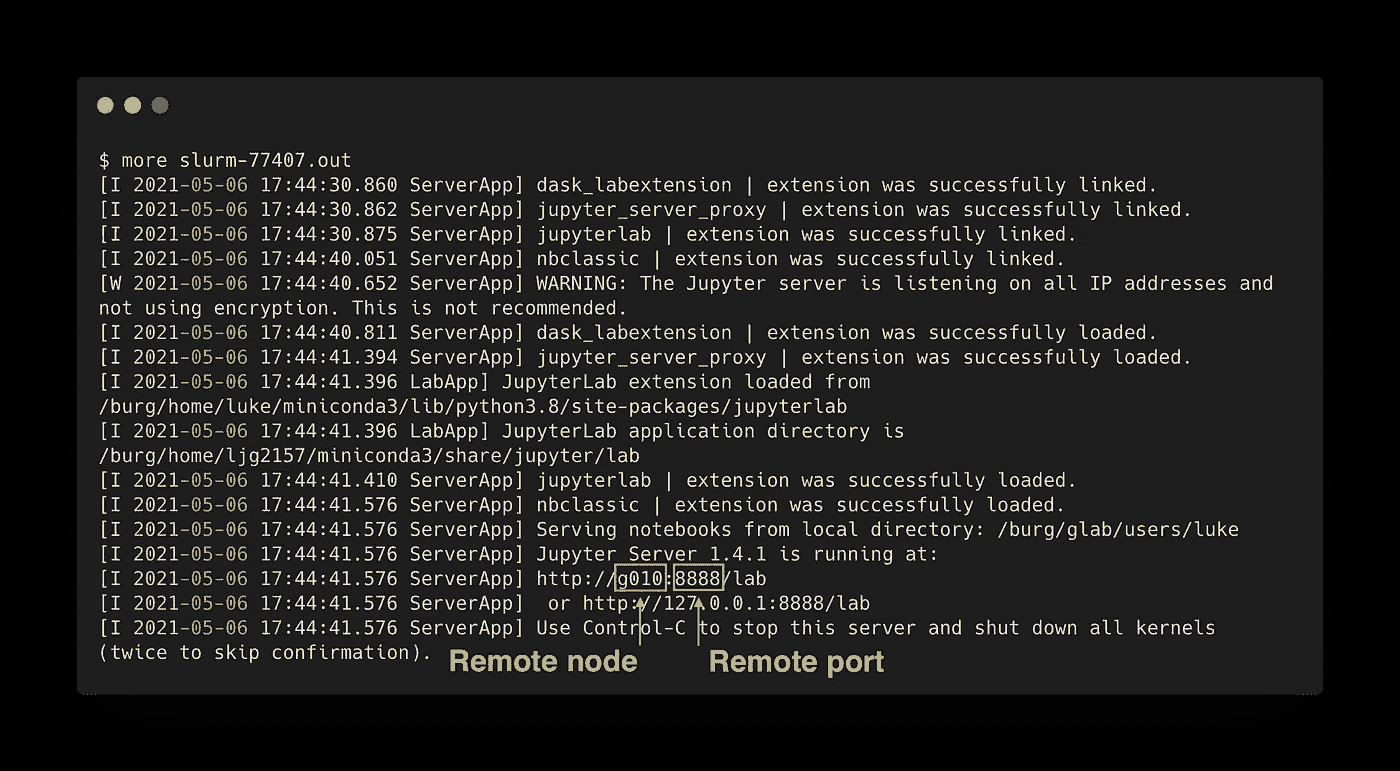 $ more slurm-77407.out
[I 2021-05-06 17:44:30.860 ServerApp] dask_labextension | extension was successfully linked.
[I 2021-05-06 17:44:30.862 ServerApp] jupyter_server_proxy | extension was successfully linked.
[I 2021-05-06 17:44:30.875 ServerApp] jupyterlab | extension was successfully linked.
[I 2021-05-06 17:44:40.051 ServerApp] nbclassic | extension was successfully linked.
[W 2021-05-06 17:44:40.652 ServerApp] WARNING: The Jupyter server is listening on all IP addresses and
not using encryption. This is not recommended.
[I 2021-05-06 17:44:40.811 ServerApp] dask_labextension | extension was successfully loaded.
[I 2021-05-06 17:44:41.394 ServerApp] jupyter_server_proxy | extension was successfully loaded.
[I 2021-05-06 17:44:41.396 LabApp] JupyterLab extension loaded from
/burg/home/luke/miniconda3/lib/python3.8/site-packages/jupyterlab
[I 2021-05-06 17:44:41.396 LabApp] JupyterLab application directory is
/burg/home/ljg2157/miniconda3/share/jupyter/lab
[I 2021-05-06 17:44:41.410 ServerApp] jupyterlab | extension was successfully loaded.
[I 2021-05-06 17:44:41.576 ServerApp] nbclassic | extension was successfully loaded.
[I 2021-05-06 17:44:41.576 ServerApp] Serving notebooks from local directory: /burg/glab/users/luke
[I 2021-05-06 17:44:41.576 ServerApp] Jupyter Server 1.4.1 is running at:
[I 2021-05-06 17:44:41.576 ServerApp] http://g010:8888/lab
[I 2021-05-06 17:44:41.576 ServerApp]  or http://127.0.0.1:8888/lab
[I 2021-05-06 17:44:41.576 ServerApp] Use Control-C to stop this server and shut down all kernels
(twice to skip confirmation).
Remote node
Remote port